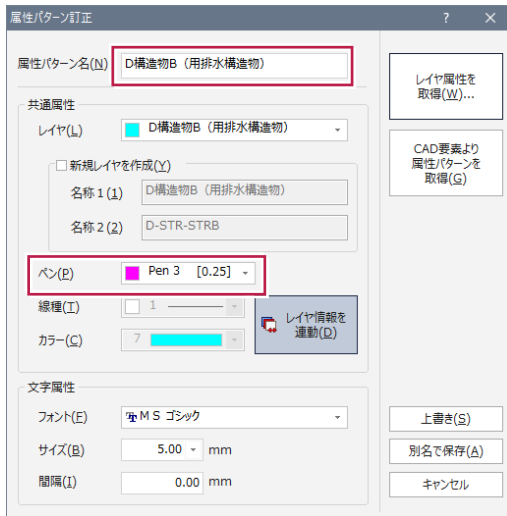 属性パターン訂正 ? ×
属性パターン名(N) D構造物B（用排水構造物）
レイヤ属性を
取得(W)...
共通属性
レイヤ(L) D構造物B（用排水構造物）
CAD要素より
属性パターンを
取得(G)
新規レイヤを作成(Y)
名称1(1) D構造物B（用排水構造物）
名称2(2) D-STR-STRB
ペン(P) Pen 3 [0.25]
線種(T) 1
レイヤ情報を
連動(D)
カラー(C) 7
文字属性
フォント(F) ＭＳ ゴシック
上書き(S)
サイズ(B) 5.00 mm
別名で保存(A)
間隔(I) 0.00 mm
キャンセル